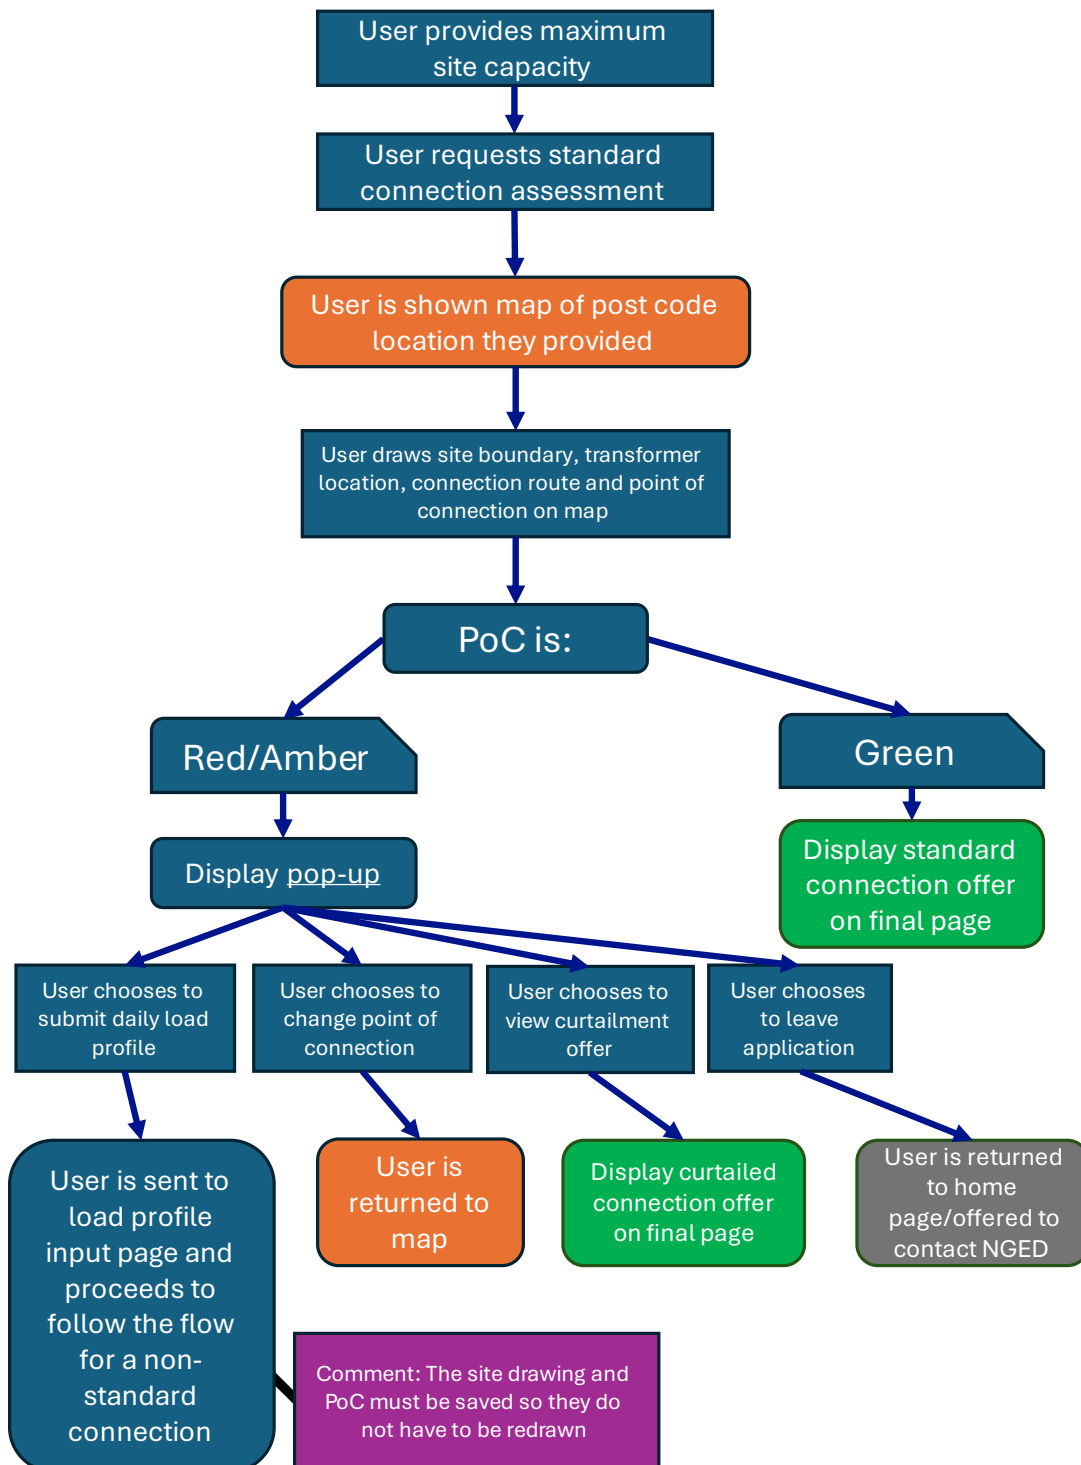 User provides maximum
site capacity
User requests standard
connection assessment
User is shown map of post code
location they provided
User draws site boundary, transformer
location, connection route and point of
connection on map
PoC is:
Red/Amber
Green
Display pop-up
Display standard
connection offer
on final page
User chooses to
submit daily load
profile
User chooses to
change point of
connection
User chooses to
view curtailment
offer
User chooses
to leave
application
User is sent to
load profile
input page and
proceeds to
follow the flow
for a non-
standard
connection
User is
returned to
map
Display curtailed
connection offer
on final page
User is returned
to home
page/offered to
contact NGED
Comment: The site drawing and
PoC must be saved so they do
not have to be redrawn